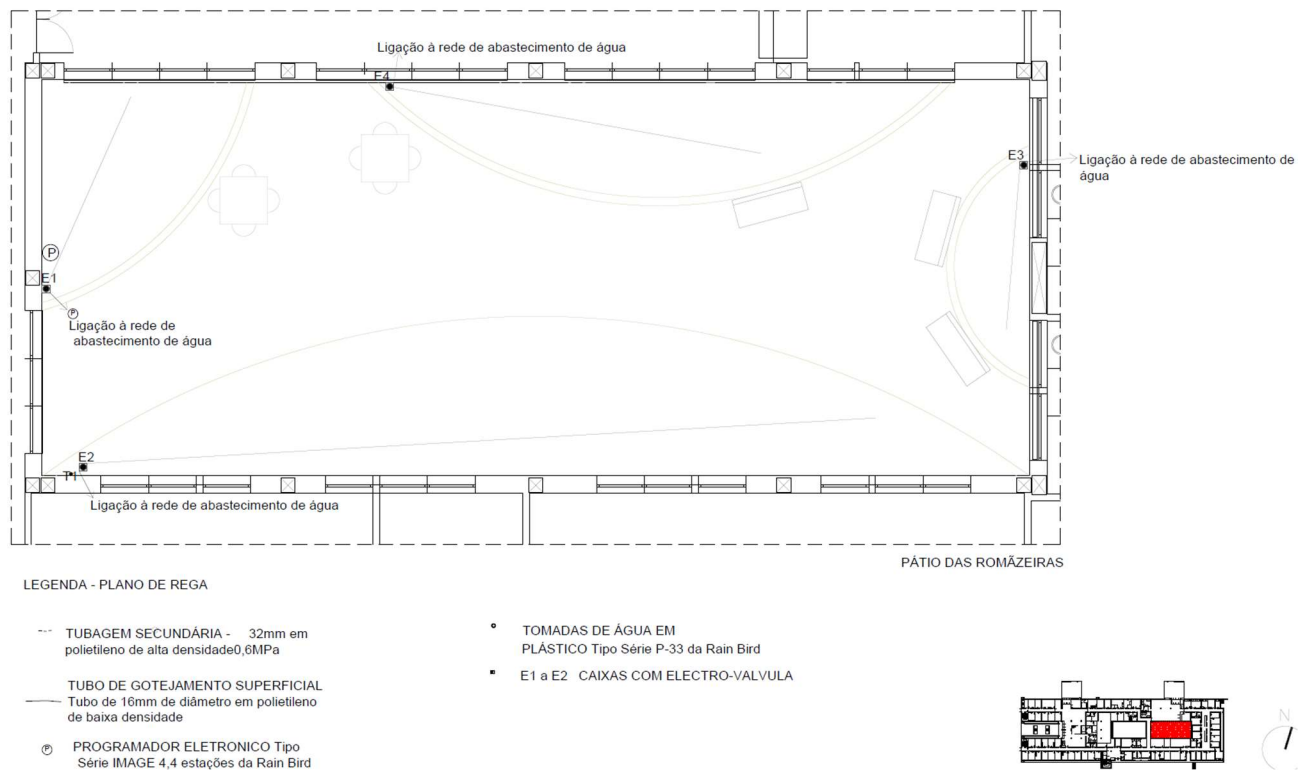 Ligação à rede de abastecimento de água
E4
E3
Ligação à rede de abastecimento de
água
P
E1
P
Ligação à rede de
abastecimento de água
E2
T1
Ligação à rede de abastecimento de água
PÁTIO DAS ROMÃZEIRAS
LEGENDA - PLANO DE REGA
TUBAGEM SECUNDÁRIA - 32mm em
polietileno de alta densidade0,6MPa
TUBO DE GOTEJAMENTO SUPERFICIAL
Tubo de 16mm de diâmetro em polietileno
de baixa densidade
P PROGRAMADOR ELETRONICO Tipo
Série IMAGE 4,4 estações da Rain Bird
TOMADAS DE ÁGUA EM
PLÁSTICO Tipo Série P-33 da Rain Bird
E1 a E2 CAIXAS COM ELECTRO-VALVULA
N